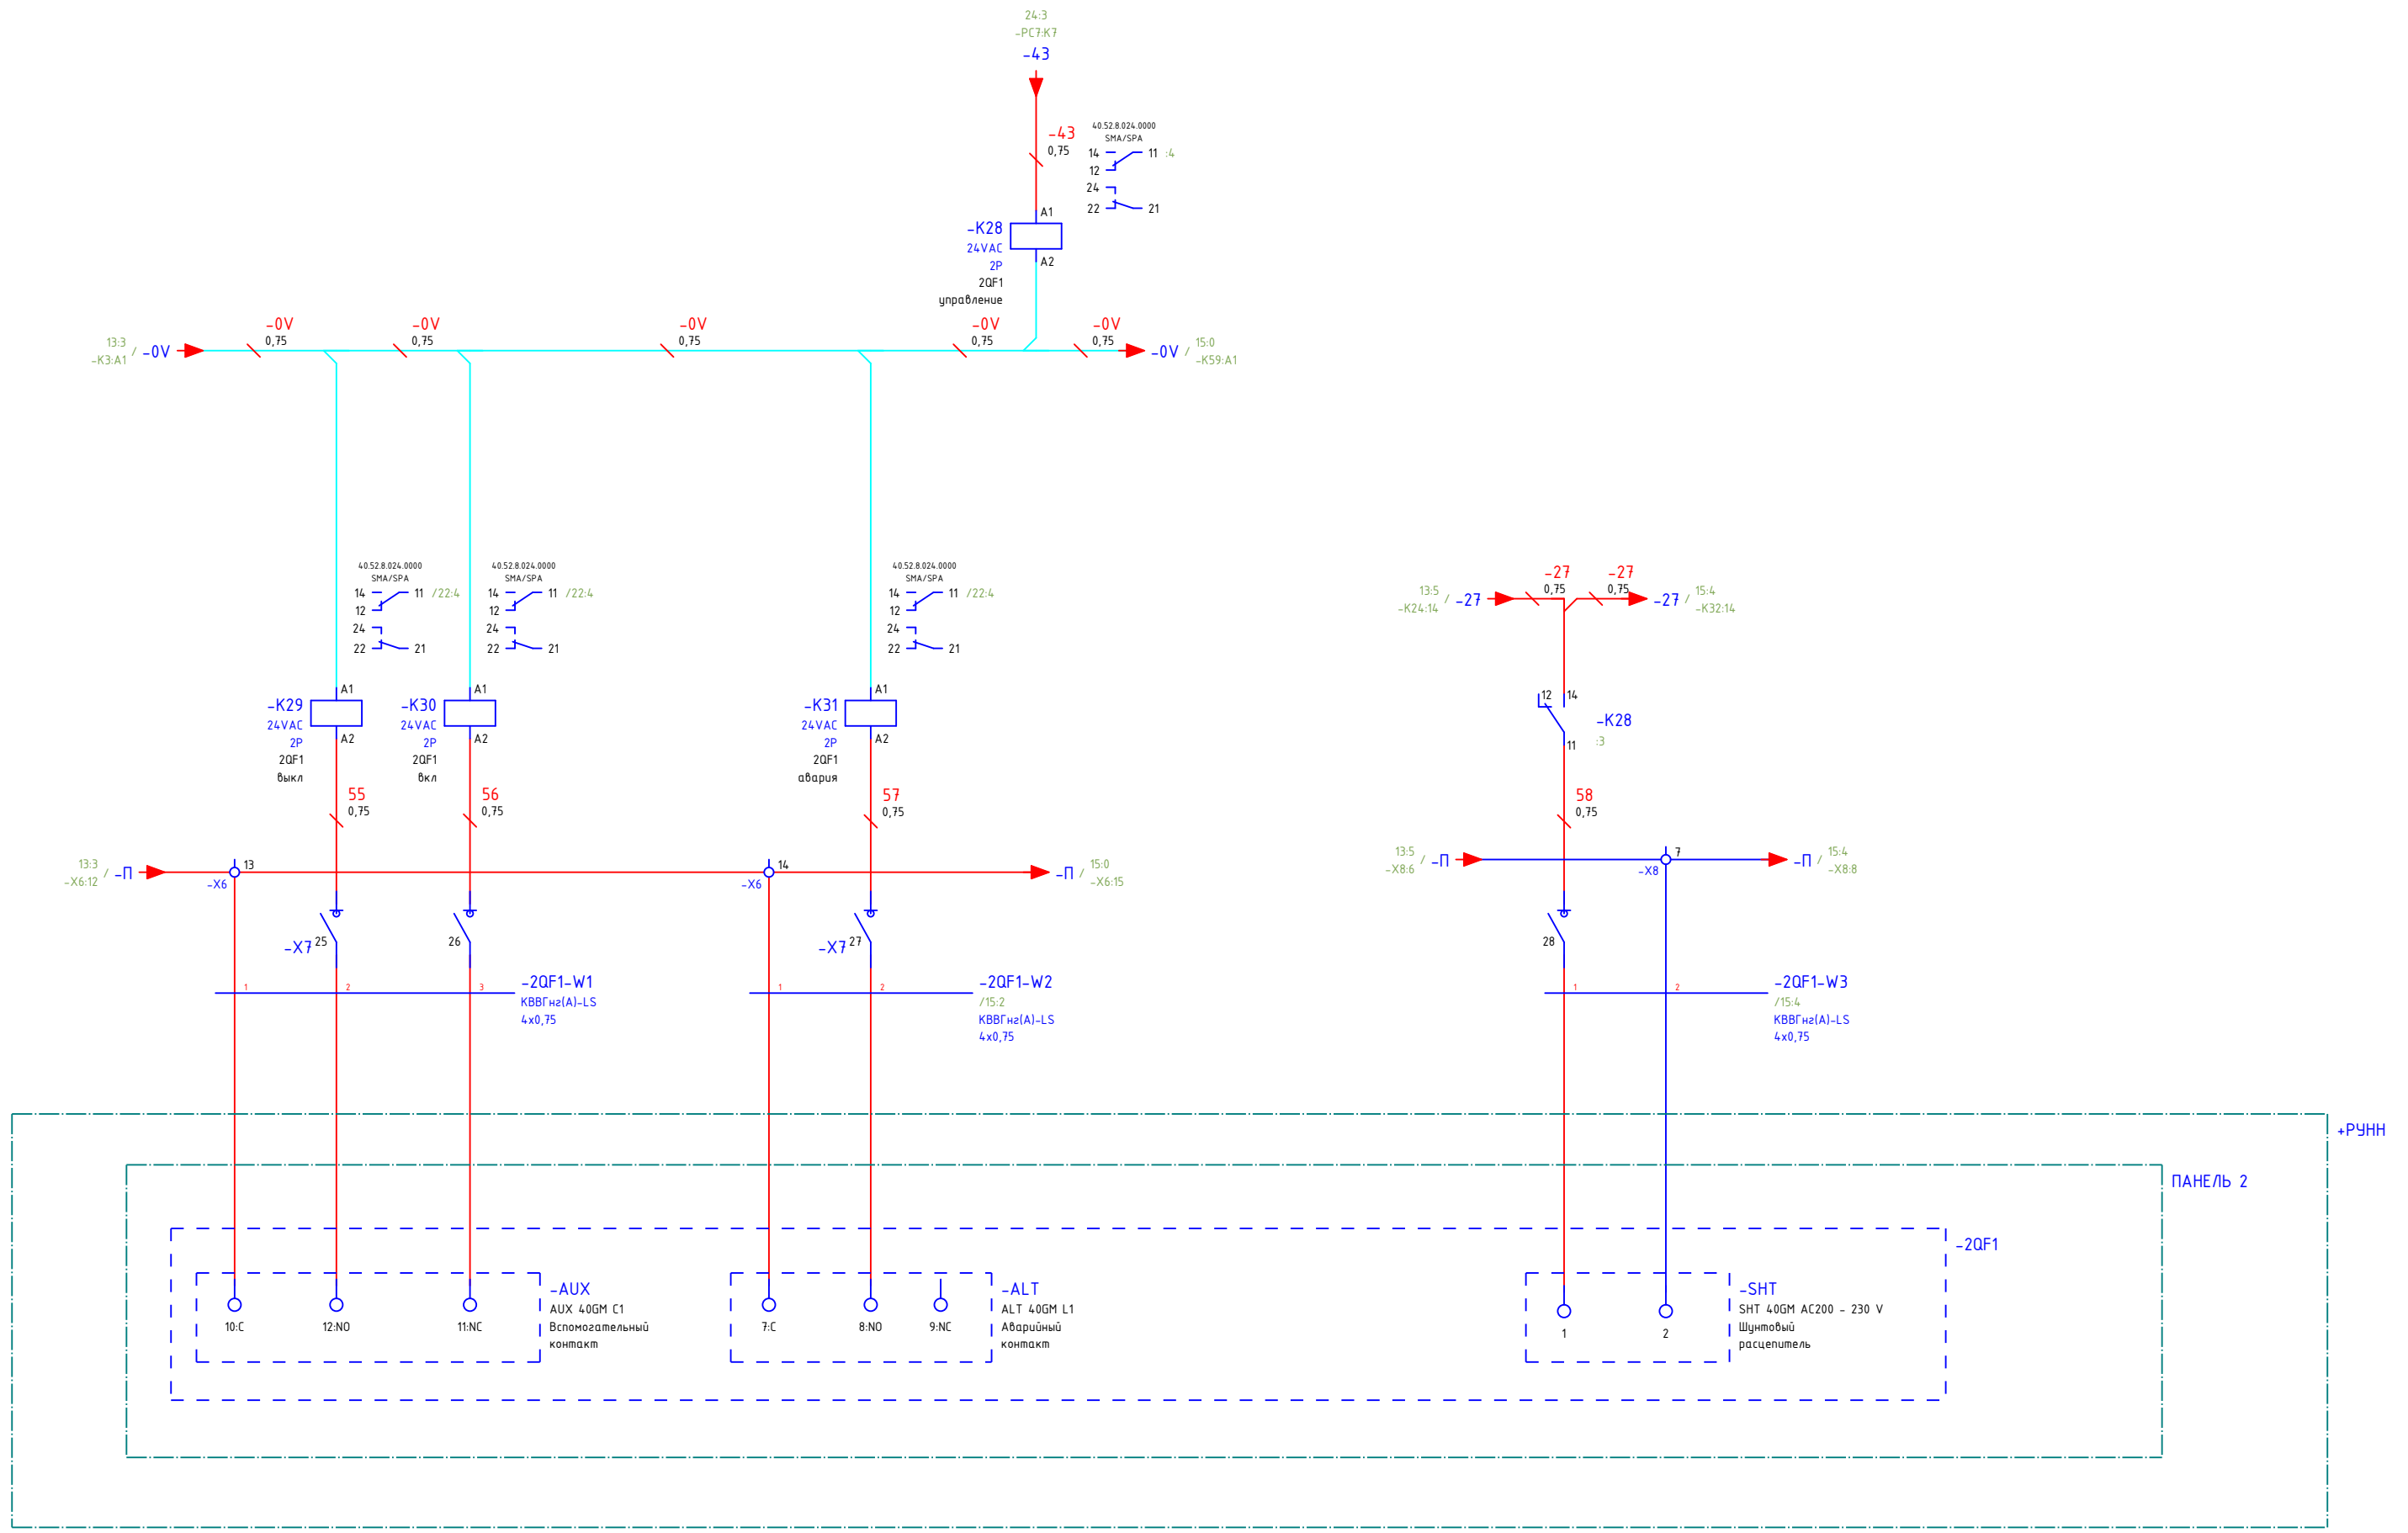 24:3
-PC7:K7
-43
-43
0,75
40.52.8.024.0000
SMA/SPA
14
11
:4
12
24
22
21
A1
-K28
24VAC
2P
2QF1
управление
A2
13:3
-K3:A1
/
-0V
-0V
0,75
-0V
0,75
-0V
0,75
-0V
0,75
-0V
0,75
-0V
/
15:0
-K59:A1
40.52.8.024.0000
SMA/SPA
14
11
/22:4
12
24
22
21
40.52.8.024.0000
SMA/SPA
14
11
/22:4
12
24
22
21
40.52.8.024.0000
SMA/SPA
14
11
/22:4
12
24
22
21
13:5
-K24:14
/
-27
-27
0,75
-27
0,75
-27
/
15:4
-K32:14
-K29
24VAC
2P
2QF1
выкл
A1
A2
-K30
24VAC
2P
2QF1
вкл
A1
A2
-K31
24VAC
2P
2QF1
авария
A1
A2
12
14
-K28
:3
11
55
0,75
56
0,75
57
0,75
58
0,75
13:3
-X6:12
/
-П
13
-X6
14
-X6
-П
/
15:0
-X6:15
13:5
-X8:6
/
-П
7
-X8
-П
/
15:4
-X8:8
-X7
25
26
-X7
27
28
1
2
3
-2QF1-W1
КВВГнг(А)-LS
4x0,75
1
2
-2QF1-W2
/15:2
КВВГнг(А)-LS
4x0,75
1
2
-2QF1-W3
/15:4
КВВГнг(А)-LS
4x0,75
+РУНН
ПАНЕЛЬ 2
-2QF1
10:C
12:NO
11:NC
-AUX
AUX 40GM C1
Вспомогательный
контакт
7:C
8:NO
9:NC
-ALT
ALT 40GM L1
Аварийный
контакт
1
2
-SHT
SHT 40GM AC200 - 230 V
Шунтовый
расцепитель